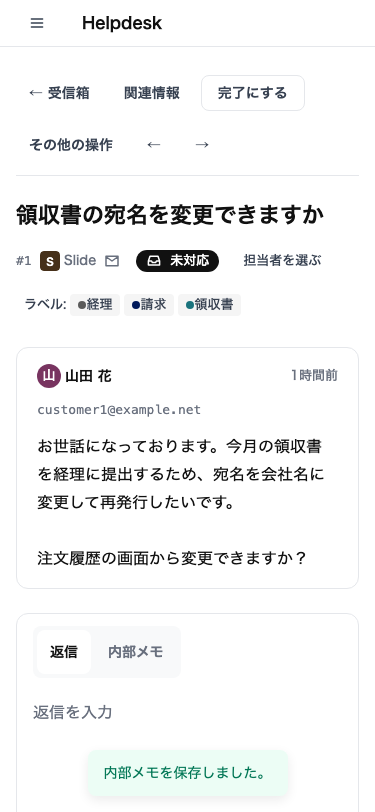 Helpdesk
← 受信箱 関連情報 完了にする
その他の操作 ← →
領収書の宛名を変更できますか
#1 S Slide 未対応 担当者を選ぶ
ラベル: 経理 請求 領収書
山 山田 花 1時間前
customer1@example.net
お世話になっております。今月の領収書
を経理に提出するため、宛名を会社名に
変更して再発行したいです。
注文履歴の画面から変更できますか？
返信 内部メモ
返信を入力
内部メモを保存しました。